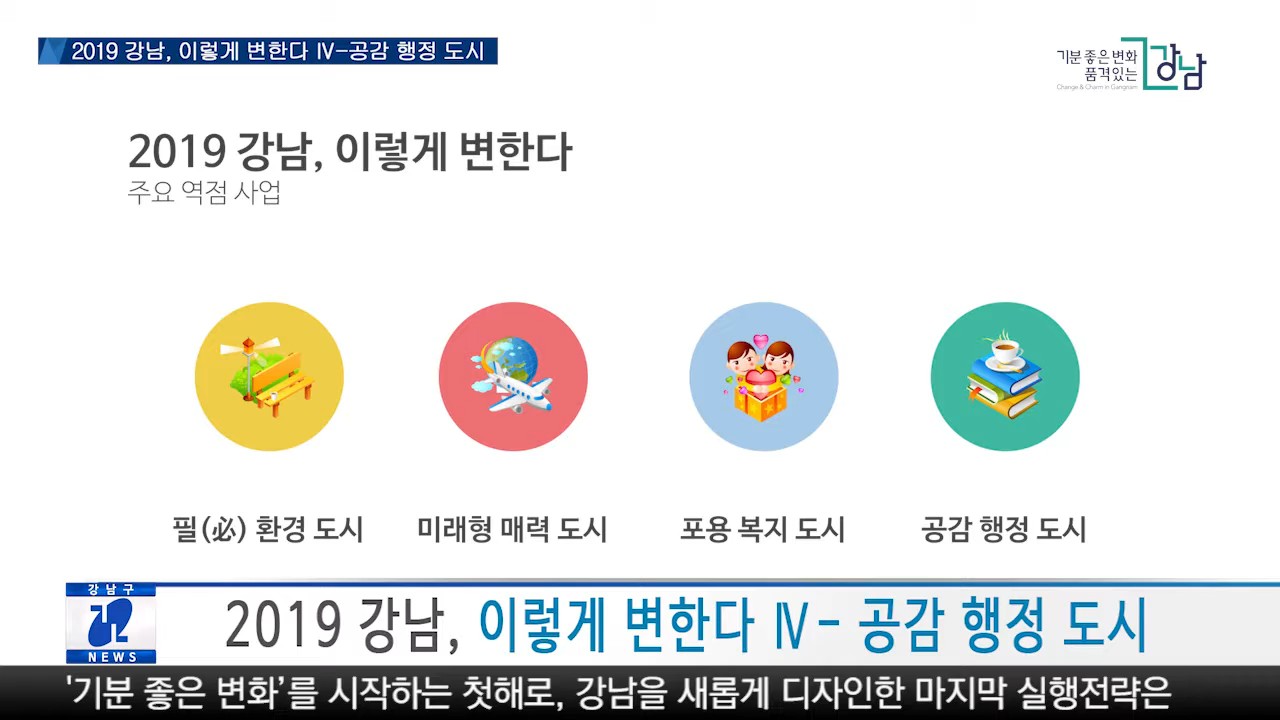 2019 강남, 이렇게 변한다 Ⅳ-공감 행정 도시
기분 좋은 변화
품격있는
강남
Change & Charm in Gangnam
2019 강남, 이렇게 변한다
주요 역점 사업
필(必) 환경 도시
미래형 매력 도시
포용 복지 도시
공감 행정 도시
강남구
NEWS
2019 강남, 이렇게 변한다 Ⅳ- 공감 행정 도시
'기분 좋은 변화’를 시작하는 첫해로, 강남을 새롭게 디자인한 마지막 실행전략은